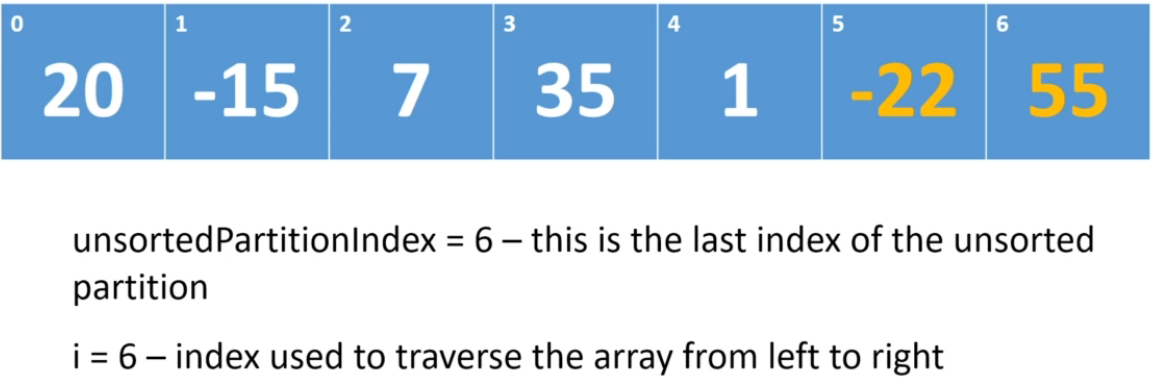 0 1 2 3 4 5 6
20 -15 7 35 1 -22 55
unsortedPartitionIndex = 6 – this is the last index of the unsorted
partition
i = 6 – index used to traverse the array from left to right